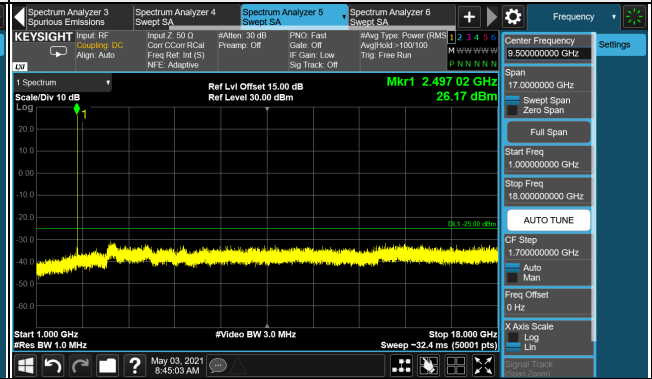 Spectrum Analyzer 3
Spurious Emissions
Spectrum Analyzer 4
Swept SA
Spectrum Analyzer 5
Swept SA
Spectrum Analyzer 6
Swept SA
+
Frequency
KEYSIGHT
LXI
Input: RF
Coupling: DC
Align: Auto
Input Z: 50 Ω
Corr CCorr RCal
Freq Ref: Int (S)
NFE: Adaptive
#Atten: 30 dB
Preamp: Off
PNO: Fast
Gate: Off
IF Gain: Low
Sig Track: Off
#Avg Type: Power (RMS
Avg|Hold:>100/100
Trig: Free Run
1 2 3 4 5 6
M W W W W W
P N N N N N
1 Spectrum
Scale/Div 10 dB
Log
Ref Lvl Offset 15.00 dB
Ref Level 30.00 dBm
Mkr1 2.497 02 GHz
26.17 dBm
1
20.0
10.0
0.00
-10.0
-20.0
-30.0
-40.0
-50.0
-60.0
DL1 -25.00 dBm
Start 1.000 GHz
#Res BW 1.0 MHz
#Video BW 3.0 MHz
Stop 18.000 GHz
Sweep ~32.4 ms (50001 pts)
May 03, 2021
8:45:03 AM
?
Center Frequency
9.500000000 GHz
Span
17.0000000 GHz
Swept Span
Zero Span
Full Span
Start Freq
1.000000000 GHz
Stop Freq
18.000000000 GHz
AUTO TUNE
CF Step
1.700000000 GHz
Auto
Man
Freq Offset
0 Hz
X Axis Scale
Log
Lin
Signal Track
(Span Zoom)
Settings